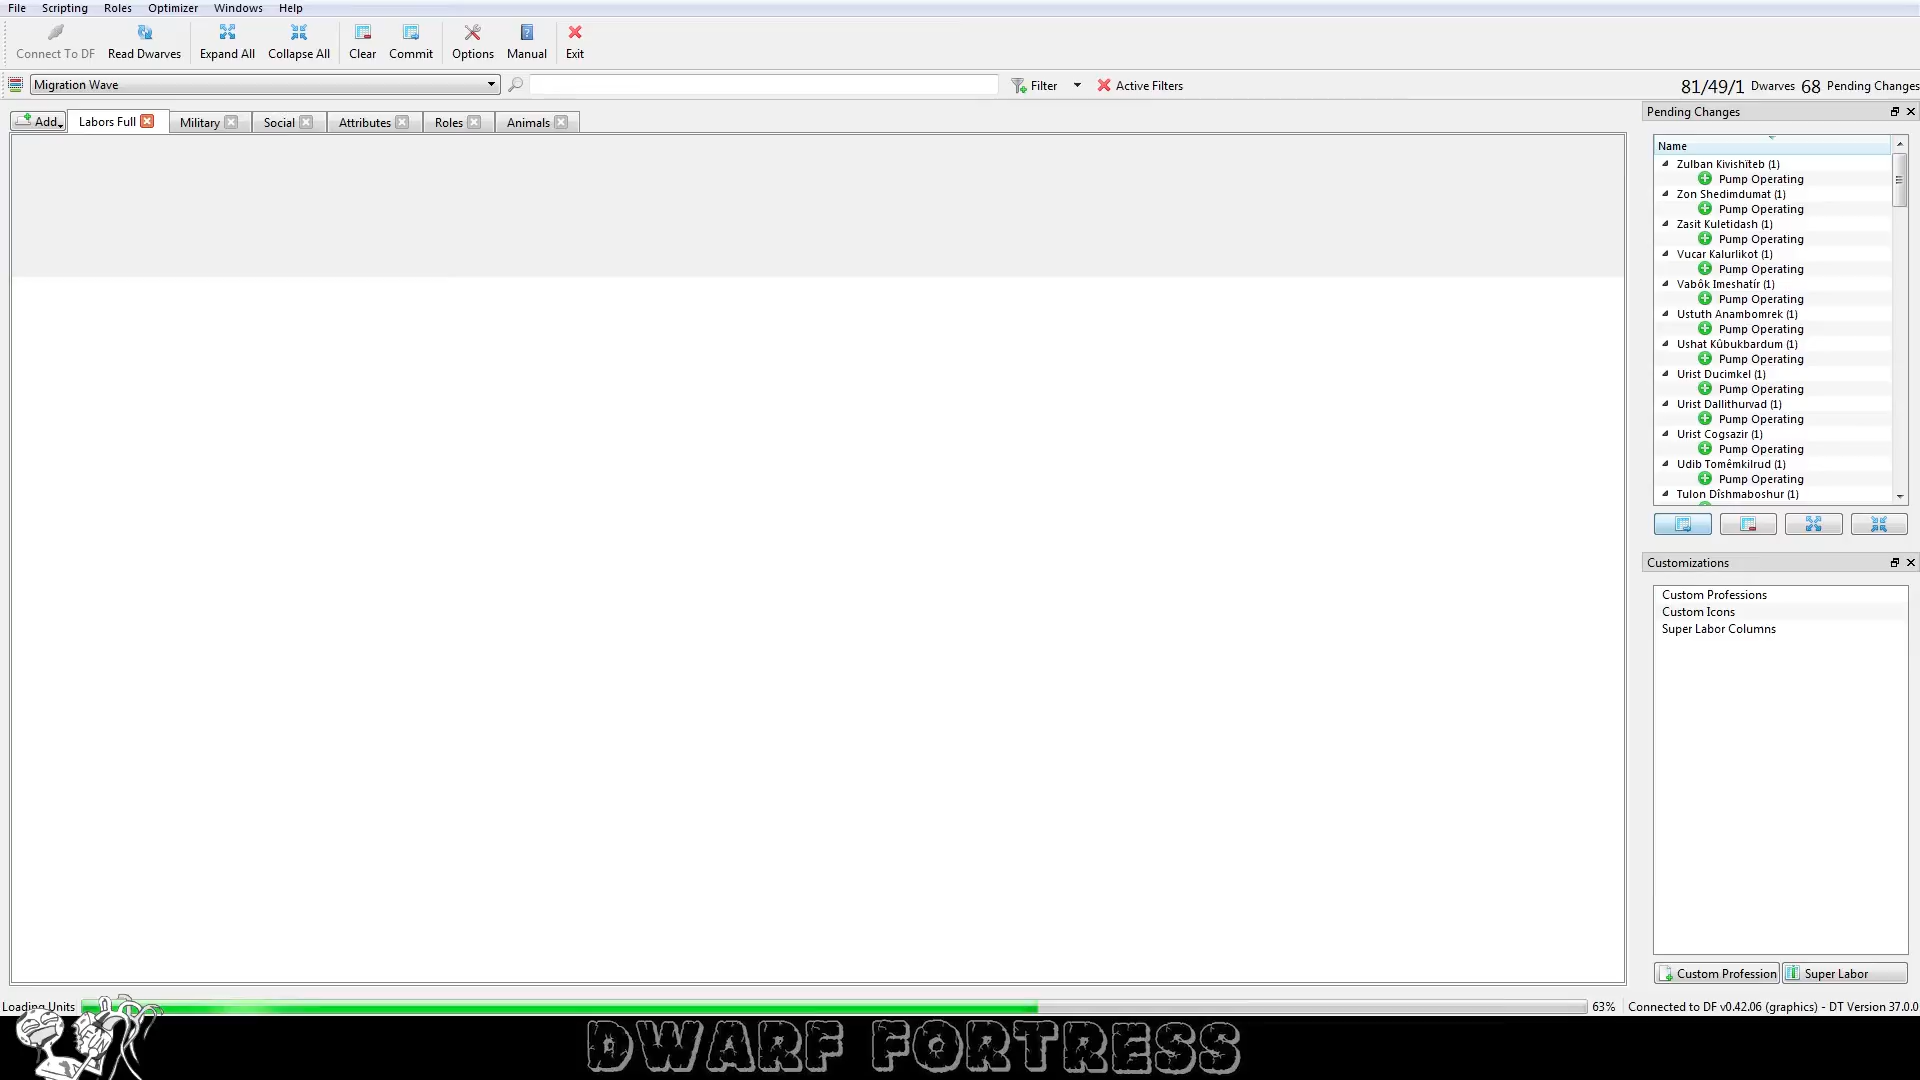 File Scripting Roles Optimizer Windows Help
Connect To DF Read Dwarves Expand All Collapse All Clear Commit Options Manual Exit
Migration Wave Filter Active Filters 81/49/1 Dwarves 68 Pending Changes
Add Labors Full Military Social Attributes Roles Animals
Pending Changes
Name
Zulban Kivishïteb (1)
Pump Operating
Zon Shedimdumat (1)
Pump Operating
Zasit Kuletidash (1)
Pump Operating
Vucar Kalurlikot (1)
Pump Operating
Vabôk Imeshatír (1)
Pump Operating
Ustuth Anambomrek (1)
Pump Operating
Ushat Kûbukbardum (1)
Pump Operating
Urist Ducimkel (1)
Pump Operating
Urist Dallithurvad (1)
Pump Operating
Urist Cogsazir (1)
Pump Operating
Udib Tomêmkilrud (1)
Pump Operating
Tulon Dîshmaboshur (1)
Customizations
Custom Professions
Custom Icons
Super Labor Columns
Custom Profession Super Labor
Loading Units 63% Connected to DF v0.42.06 (graphics) - DT Version 37.0.0
DWARF FORTRESS